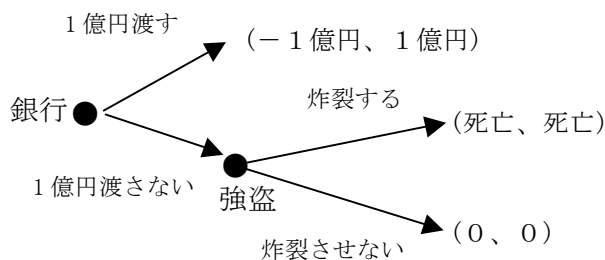 １億円渡す
（－１億円、１億円）
銀行
炸裂する
（死亡、死亡）
１億円渡さない
強盗
炸裂させない
（０、０）